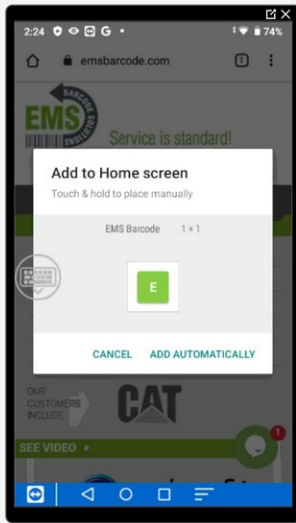 2:24 G 74%
emsbarcode.com 1
BARCODE SOLUTIONS
EMS
Service is standard!
Add to Home screen
Touch & hold to place manually
EMS Barcode 1 × 1
E
CANCEL ADD AUTOMATICALLY
OUR
CUSTOMERS
INCLUDE
CAT
SEE VIDEO
1